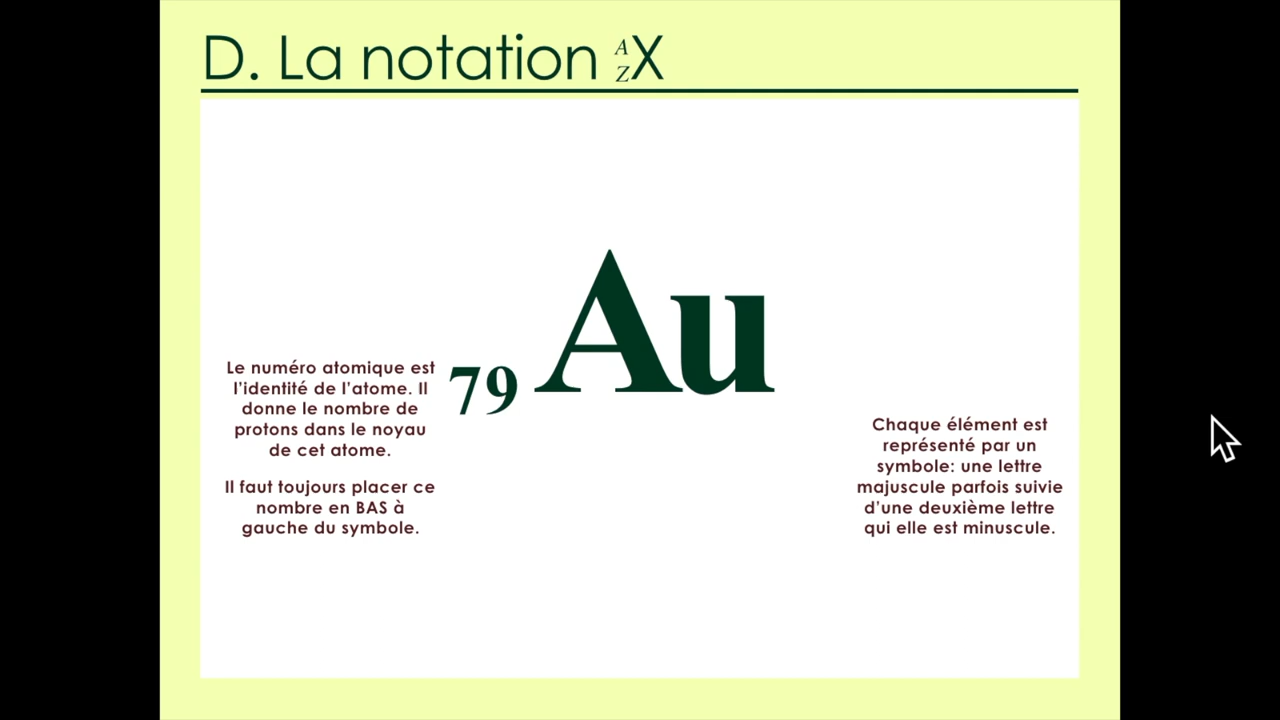 D. La notation ᴬ_ZX
Au
79
Le numéro atomique est
l'identité de l'atome. Il
donne le nombre de
protons dans le noyau
de cet atome.
Il faut toujours placer ce
nombre en BAS à
gauche du symbole.
Chaque élément est
représenté par un
symbole: une lettre
majuscule parfois suivie
d'une deuxième lettre
qui elle est minuscule.